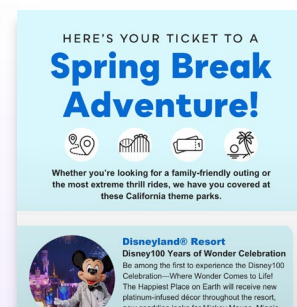 HERE'S YOUR TICKET TO A
Spring Break
Adventure!
Whether you're looking for a family-friendly outing or
the most extreme thrill rides, we have you covered at
these California theme parks.
Disneyland® Resort
Disney100 Years of Wonder Celebration
Be among the first to experience the Disney100
Celebration—Where Wonder Comes to Life!
The Happiest Place on Earth will receive new
platinum-infused décor throughout the resort,